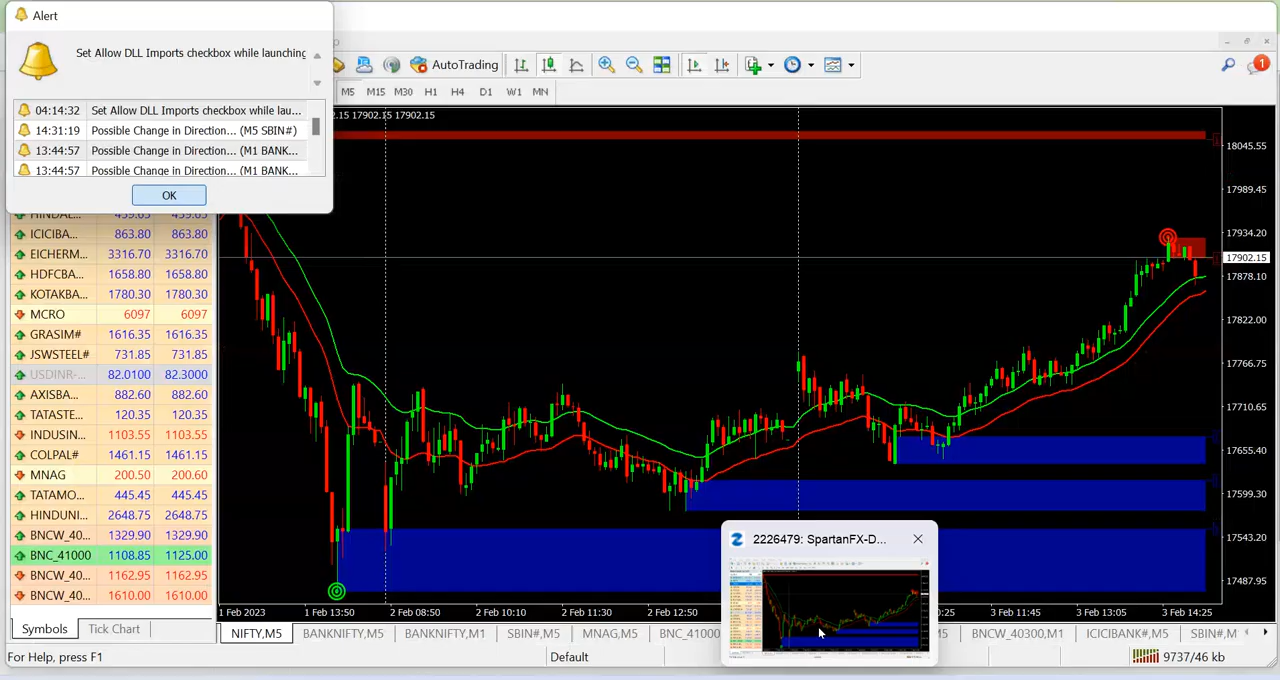 Alert
Set Allow DLL Imports checkbox while launching
04:14:32 Set Allow DLL Imports checkbox while lau...
14:31:19 Possible Change in Direction... (M5 SBIN#)
13:44:57 Possible Change in Direction... (M1 BANK...
13:44:57 Possible Change in Direction... (M1 BANK...
OK
AutoTrading
1
M5 M15 M30 H1 H4 D1 W1 MN
2.15 17902.15 17902.15
HINDAL... 459.65 459.65
ICICIBA... 863.80 863.80
EICHERM... 3316.70 3316.70
HDFCBA... 1658.80 1658.80
KOTAKBA... 1780.30 1780.30
MCRO 6097 6097
GRASIM# 1616.35 1616.35
JSWSTEEL# 731.85 731.85
USDINR-... 82.0100 82.3000
AXISBA... 882.60 882.60
TATASTE... 120.35 120.35
INDUSIN... 1103.55 1103.55
COLPAL# 1461.15 1461.15
MNAG 200.50 200.60
TATAMO... 445.45 445.45
HINDUNI... 2648.75 2648.75
BNCW_40... 1329.90 1329.90
BNC_41000 1108.85 1125.00
BNCW_40... 1162.95 1162.95
BNCW_40... 1610.00 1610.00
Symbols Tick Chart
18045.55
17989.45
17934.20
17902.15
17878.10
17822.00
17766.75
17710.65
17655.40
17599.30
17543.20
17487.95
2226479: SpartanFX-D...
1 Feb 2023 1 Feb 13:50 2 Feb 08:50 2 Feb 10:10 2 Feb 11:30 2 Feb 12:50 0:25 3 Feb 11:45 3 Feb 13:05 3 Feb 14:25
NIFTY,M5 BANKNIFTY,M5 BANKNIFTY,M1 SBIN#,M5 MNAG,M5 BNC_41000 M5 BNCW_40300,M1 ICICIBANK#,M5 SBIN#,M
For Help, press F1 Default 9737/46 kb